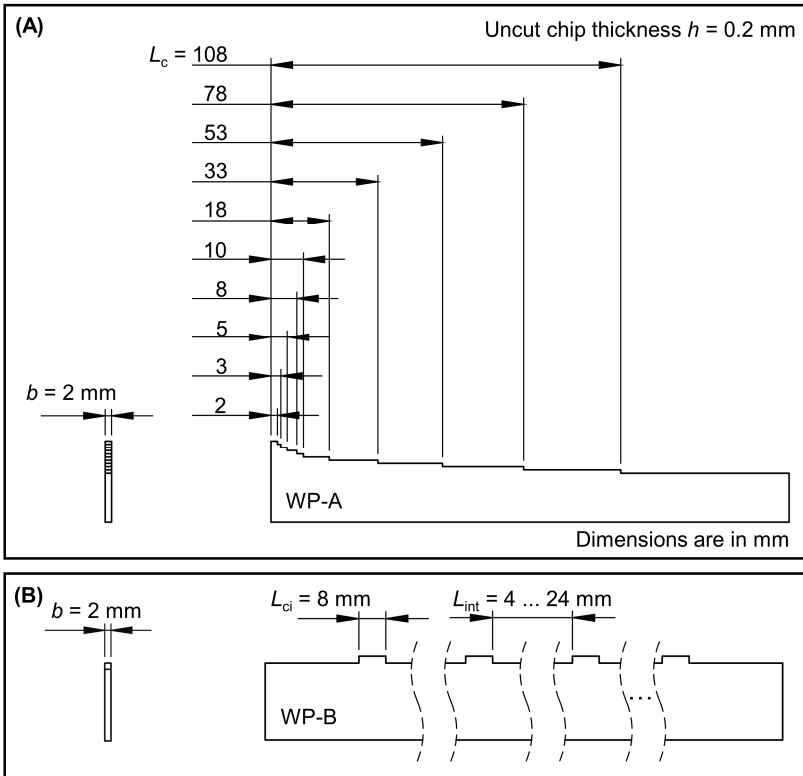 (A)
Uncut chip thickness h = 0.2 mm
Lc = 108
78
53
33
18
10
8
5
3
b = 2 mm
2
WP-A
Dimensions are in mm
(B)
b = 2 mm
Lci = 8 mm
Lint = 4 ... 24 mm
WP-B
...